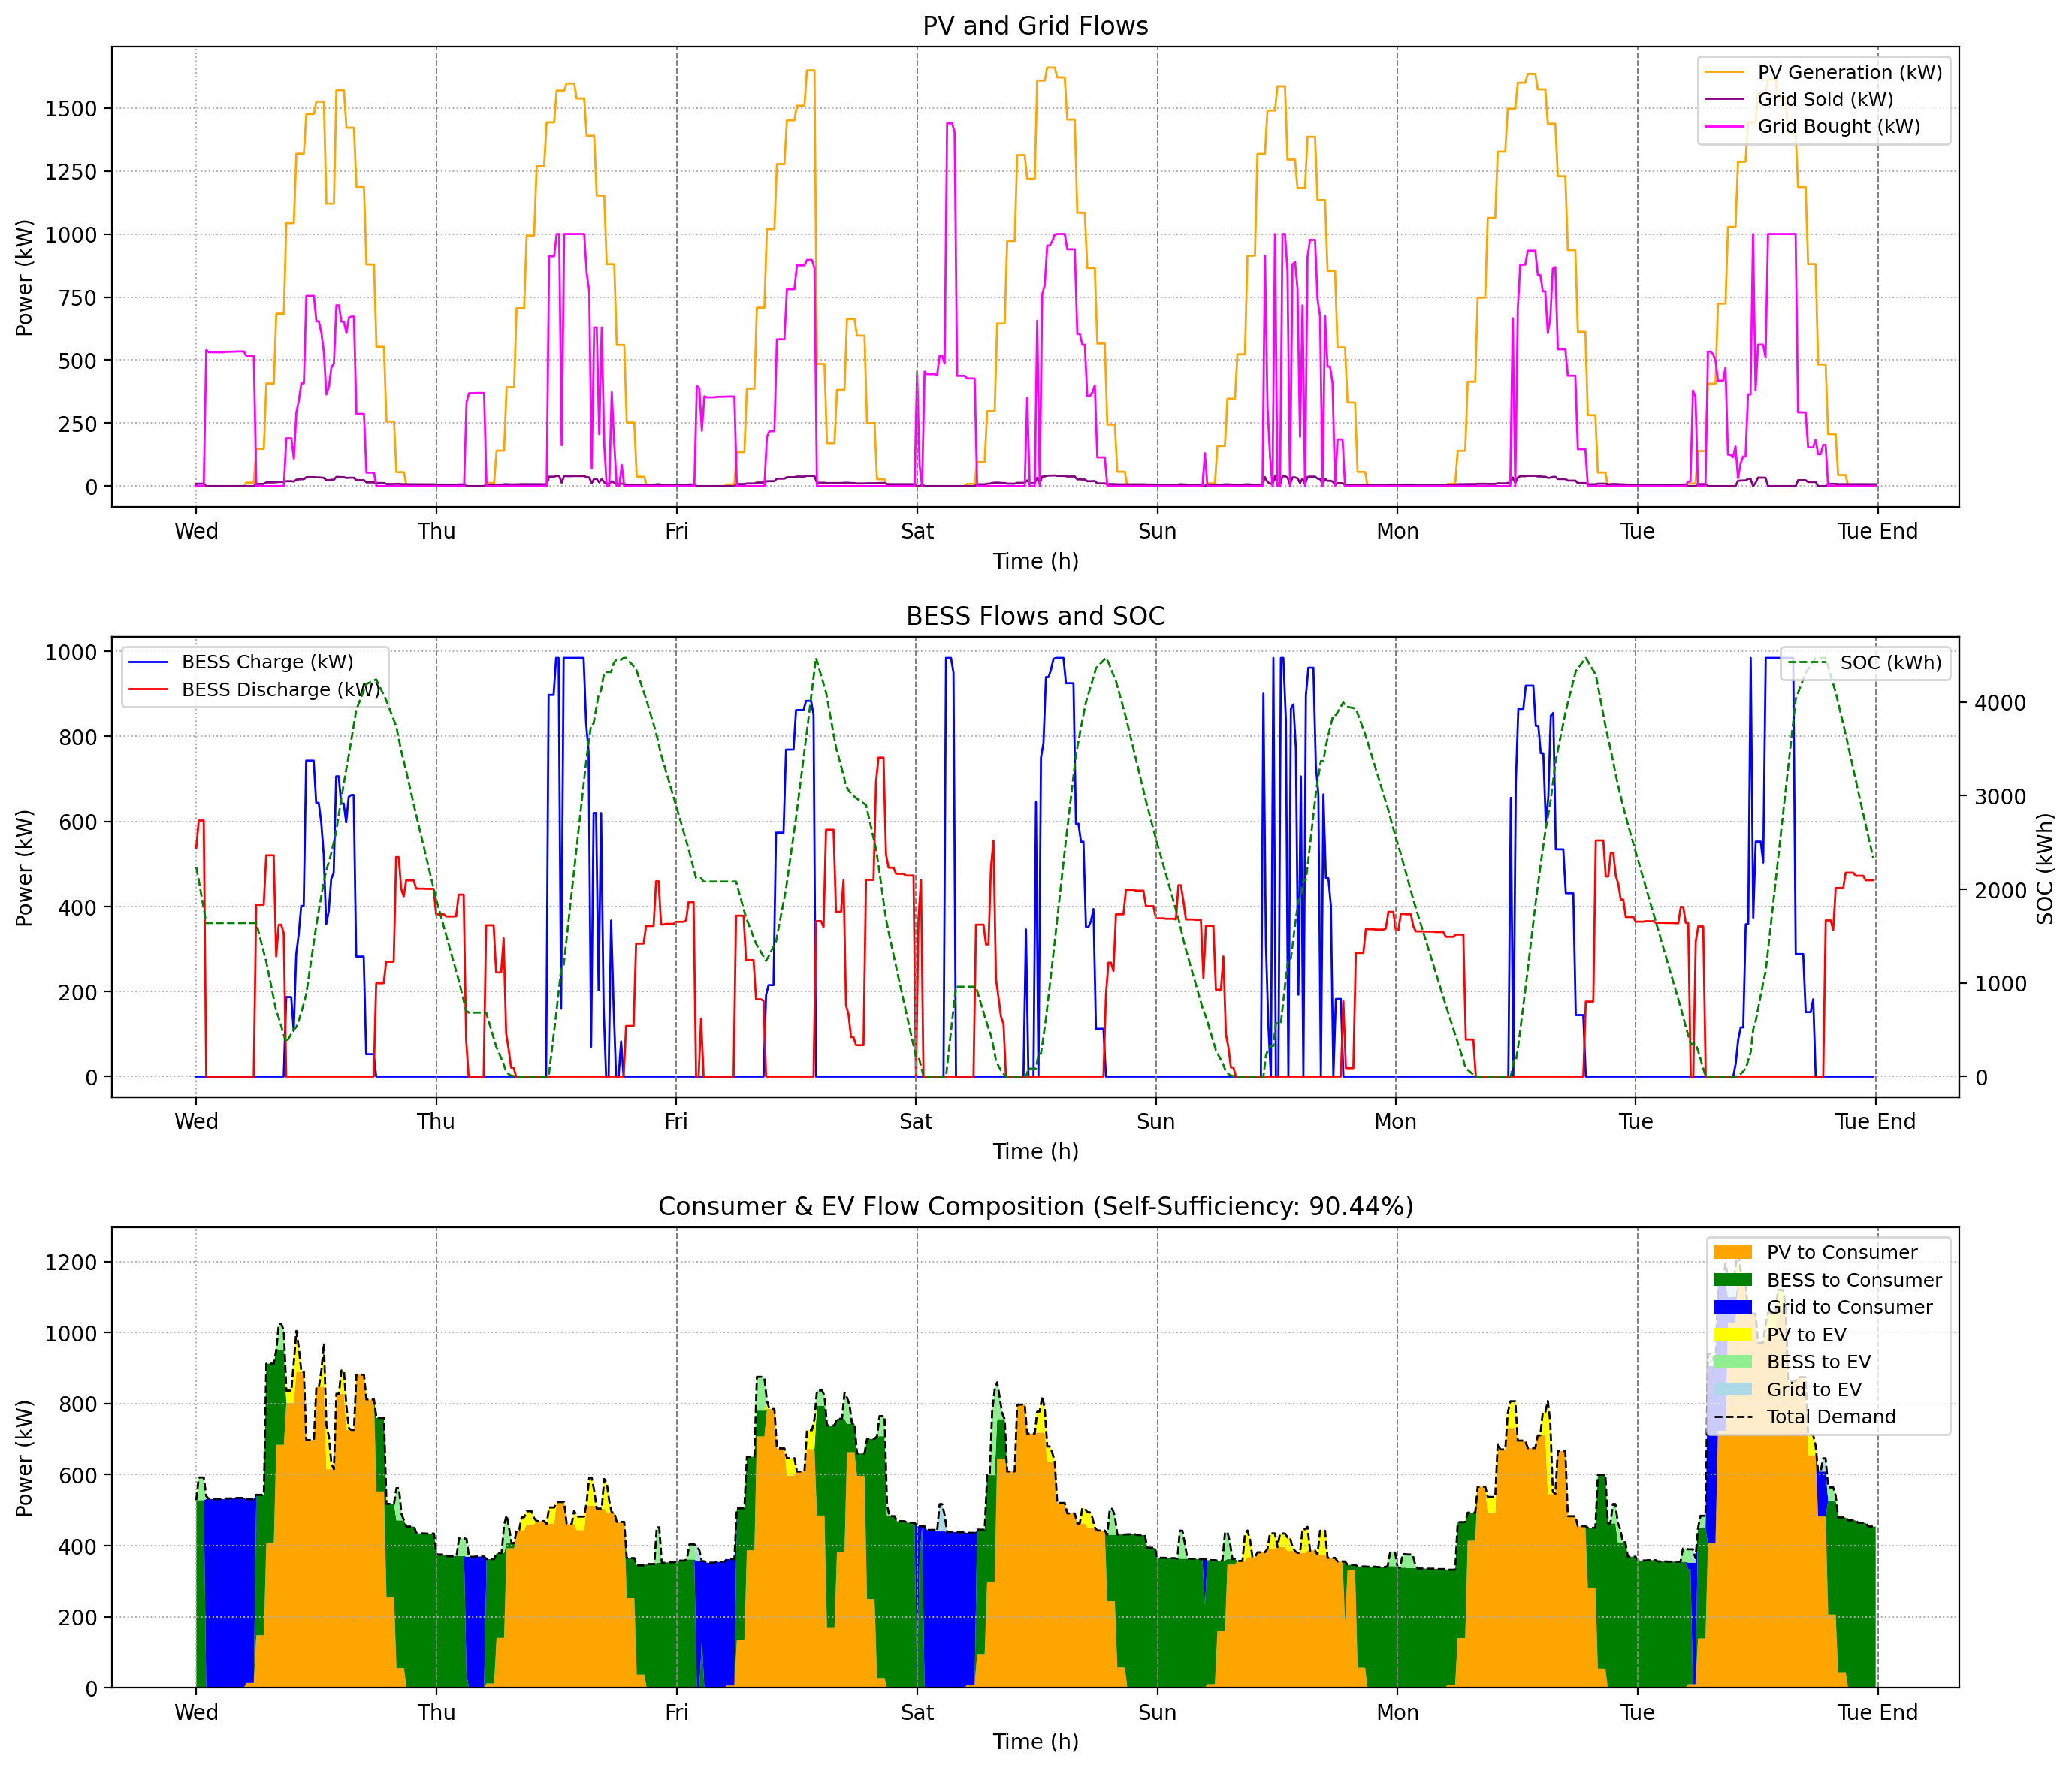 PV and Grid Flows
PV Generation (kW)
Grid Sold (kW)
Grid Bought (kW)
Power (kW)
1500
1250
1000
750
500
250
0
Wed Thu Fri Sat Sun Mon Tue Tue End
Time (h)
BESS Flows and SOC
BESS Charge (kW)
BESS Discharge (kW)
SOC (kWh)
Power (kW)
1000
800
600
400
200
0
4000
3000
2000
1000
0
SOC (kWh)
Wed Thu Fri Sat Sun Mon Tue Tue End
Time (h)
Consumer & EV Flow Composition (Self-Sufficiency: 90.44%)
PV to Consumer
BESS to Consumer
Grid to Consumer
PV to EV
BESS to EV
Grid to EV
Total Demand
Power (kW)
1200
1000
800
600
400
200
0
Wed Thu Fri Sat Sun Mon Tue Tue End
Time (h)